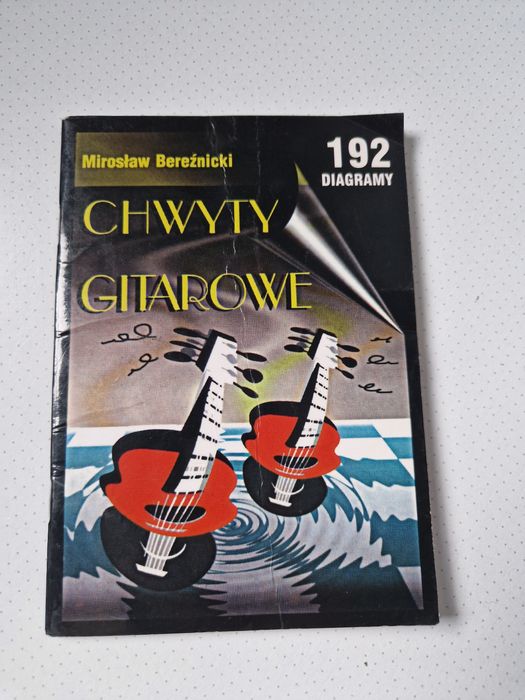 Mirosław Bereźnicki
192
DIAGRAMY
CHWYTY
GITAROWE